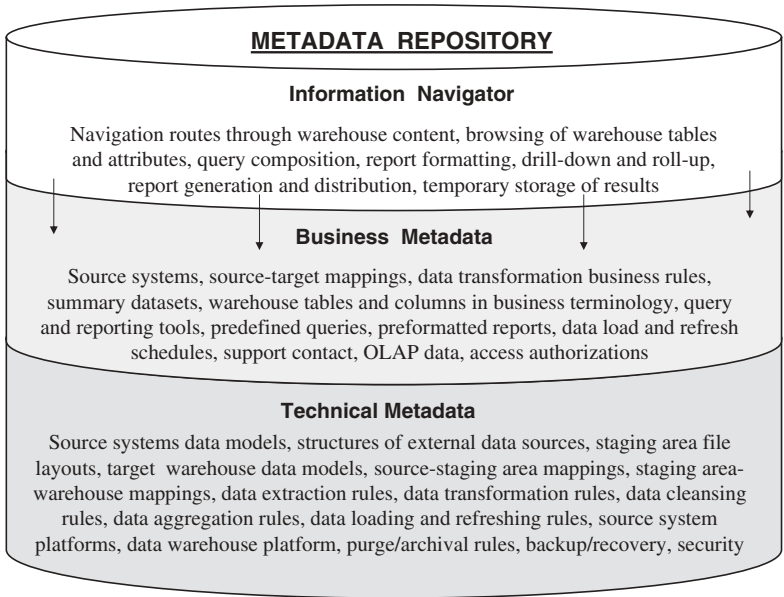 METADATA REPOSITORY
Information Navigator
Navigation routes through warehouse content, browsing of warehouse tables
and attributes, query composition, report formatting, drill-down and roll-up,
report generation and distribution, temporary storage of results
Business Metadata
Source systems, source-target mappings, data transformation business rules,
summary datasets, warehouse tables and columns in business terminology, query
and reporting tools, predefined queries, preformatted reports, data load and refresh
schedules, support contact, OLAP data, access authorizations
Technical Metadata
Source systems data models, structures of external data sources, staging area file
layouts, target warehouse data models, source-staging area mappings, staging area-
warehouse mappings, data extraction rules, data transformation rules, data cleansing
rules, data aggregation rules, data loading and refreshing rules, source system
platforms, data warehouse platform, purge/archival rules, backup/recovery, security